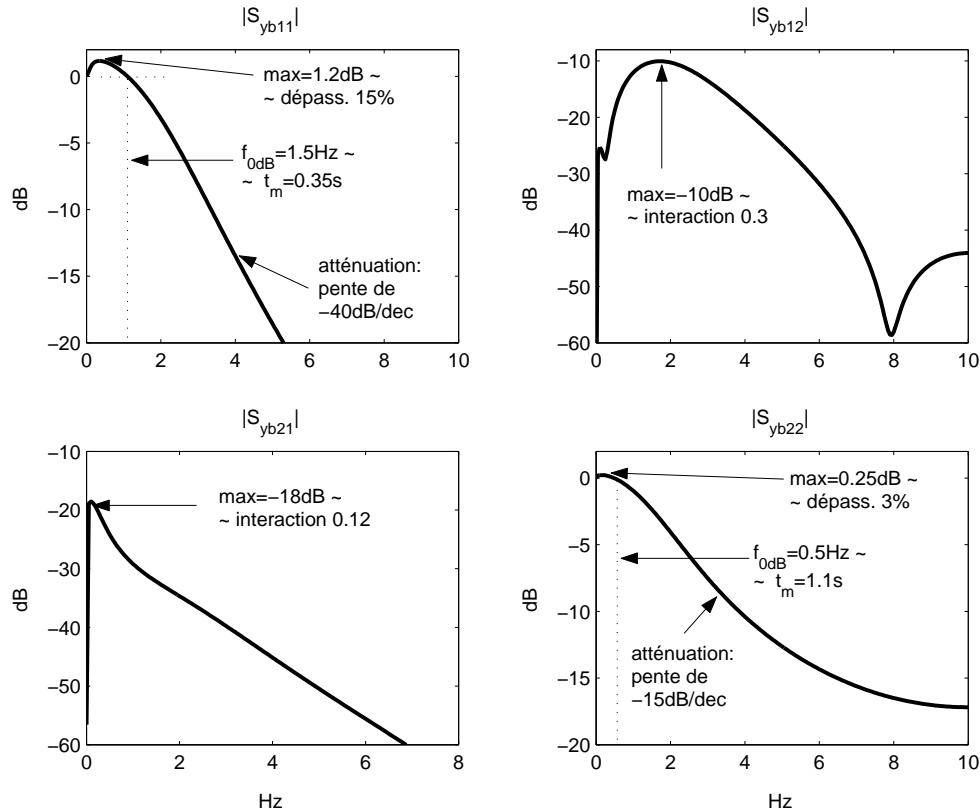 |S_yb11|
dB
0
−5
−10
−15
−20
0
2
4
6
8
10
max=1.2dB ~
~ dépass. 15%
f_0dB=1.5Hz ~
~ t_m=0.35s
atténuation:
pente de
−40dB/dec
|S_yb12|
dB
−10
−20
−30
−40
−50
−60
0
2
4
6
8
10
max=−10dB ~
~ interaction 0.3
|S_yb21|
dB
−10
−20
−30
−40
−50
−60
0
2
4
6
8
Hz
max=−18dB ~
~ interaction 0.12
|S_yb22|
dB
0
−5
−10
−15
−20
0
2
4
6
8
10
Hz
max=0.25dB ~
~ dépass. 3%
f_0dB=0.5Hz ~
~ t_m=1.1s
atténuation:
pente de
−15dB/dec